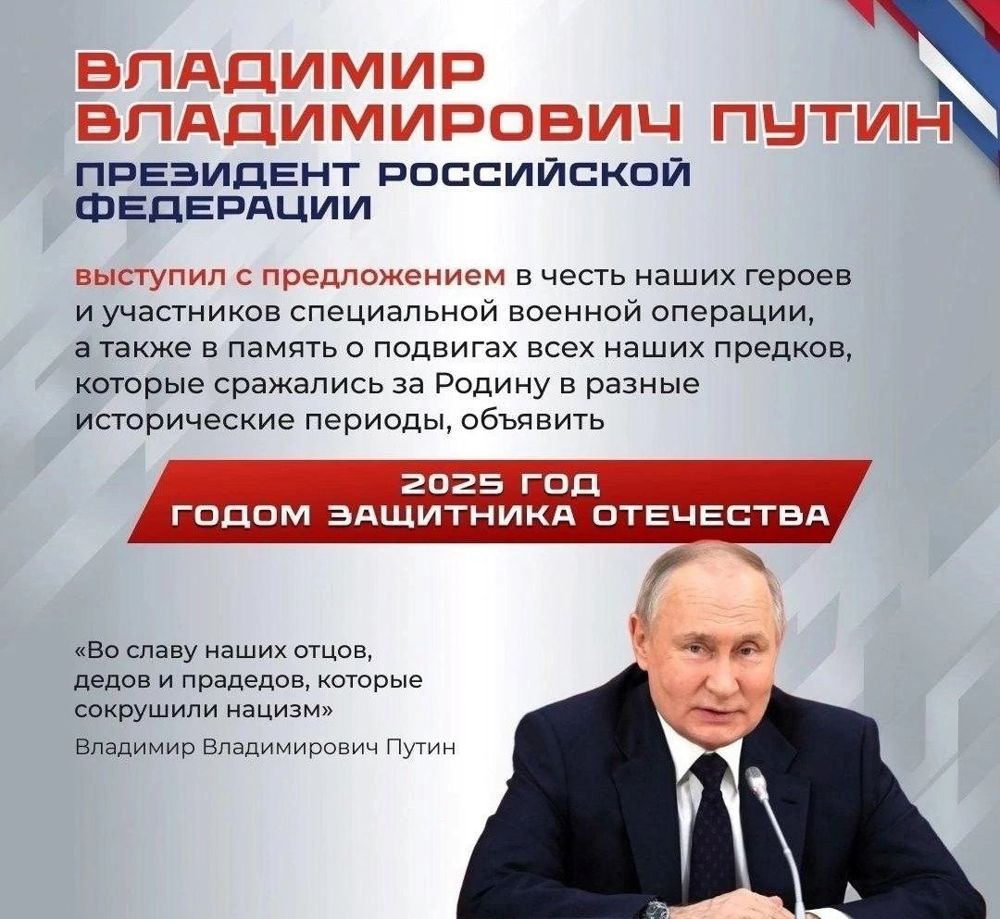 ВЛАДИМИР
ВЛАДИМИРОВИЧ ПУТИН
ПРЕЗИДЕНТ РОССИЙСКОЙ
ФЕДЕРАЦИИ
выступил с предложением в честь наших героев
и участников специальной военной операции,
а также в память о подвигах всех наших предков,
которые сражались за Родину в разные
исторические периоды, объявить
2025 ГОД
ГОДОМ ЗАЩИТНИКА ОТЕЧЕСТВА
«Во славу наших отцов,
дедов и прадедов, которые
сокрушили нацизм»
Владимир Владимирович Путин